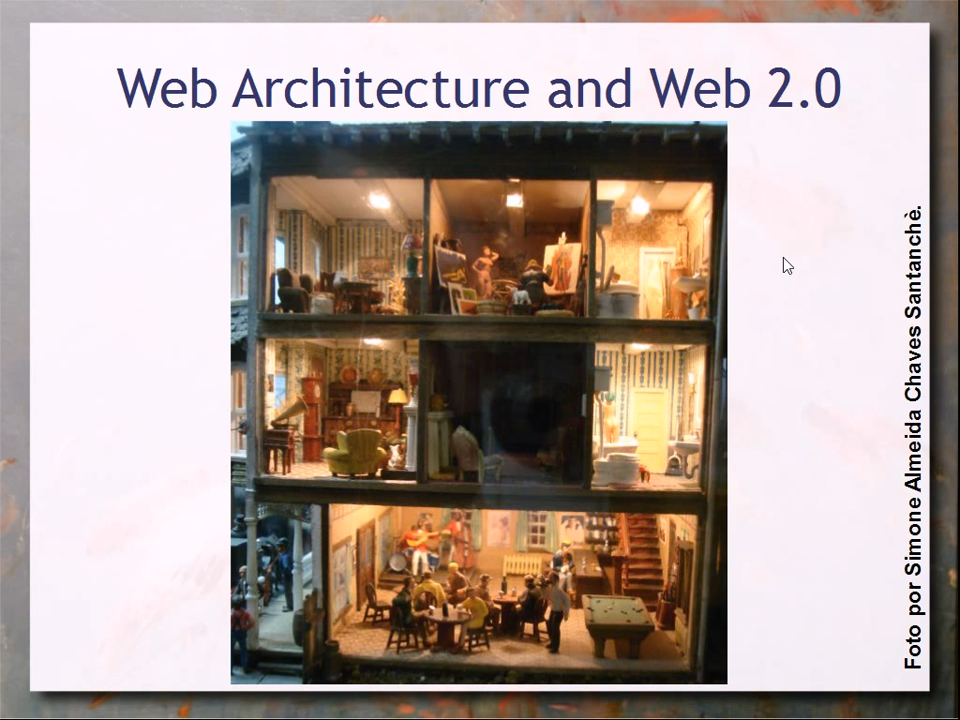 Web Architecture and Web 2.0
Foto por Simone Almeida Chaves Santanchè.